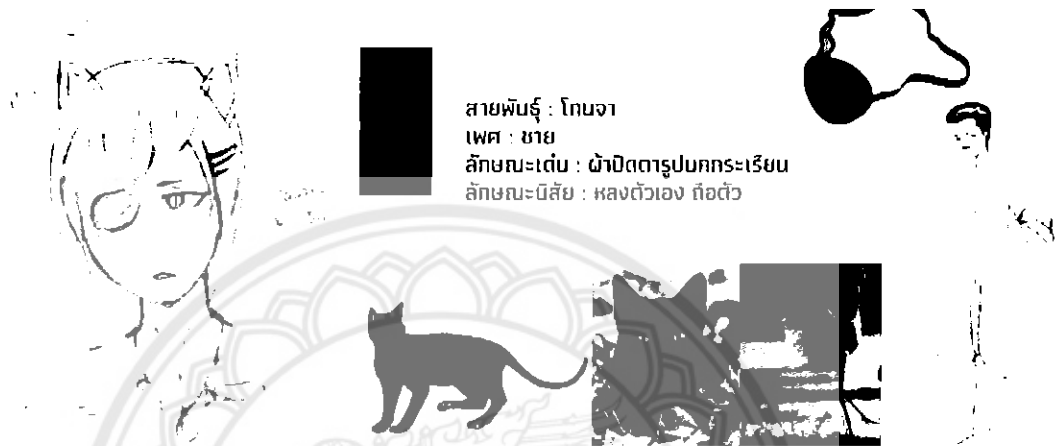 สายพันธุ์ : โกนจา
เพศ : ชาย
ลักษณะเด่น : ผ้าปิดตารูปนกกระเรียน
ลักษณะนิสัย : หลงตัวเอง ถือตัว